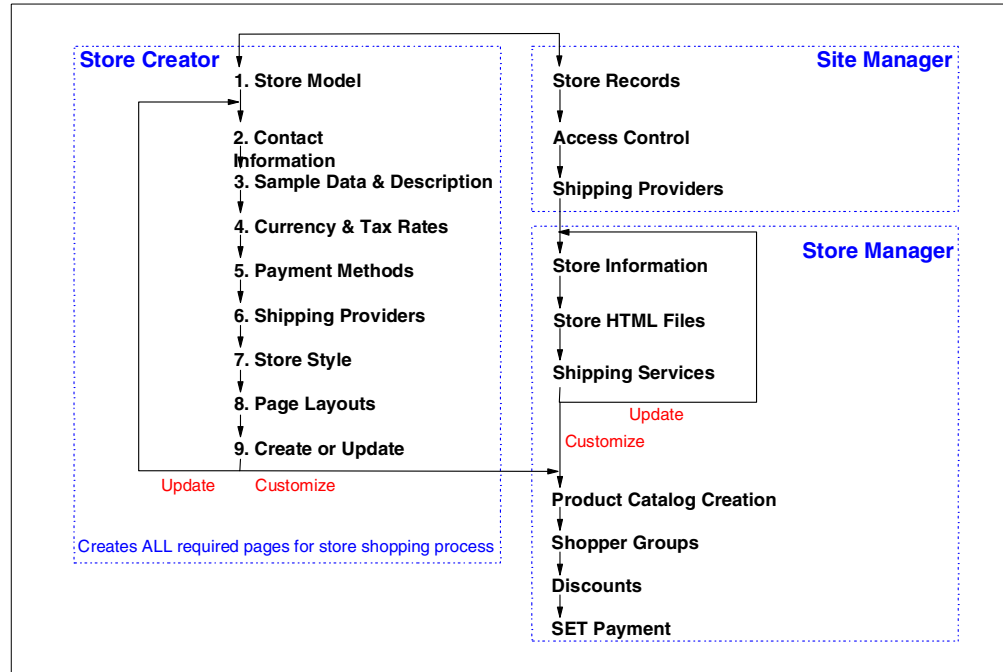 Store Creator
1. Store Model
2. Contact
Information
3. Sample Data & Description
4. Currency & Tax Rates
5. Payment Methods
6. Shipping Providers
7. Store Style
8. Page Layouts
9. Create or Update
Update
Customize
Creates ALL required pages for store shopping process
Site Manager
Store Records
Access Control
Shipping Providers
Store Manager
Store Information
Store HTML Files
Shipping Services
Update
Customize
Product Catalog Creation
Shopper Groups
Discounts
SET Payment